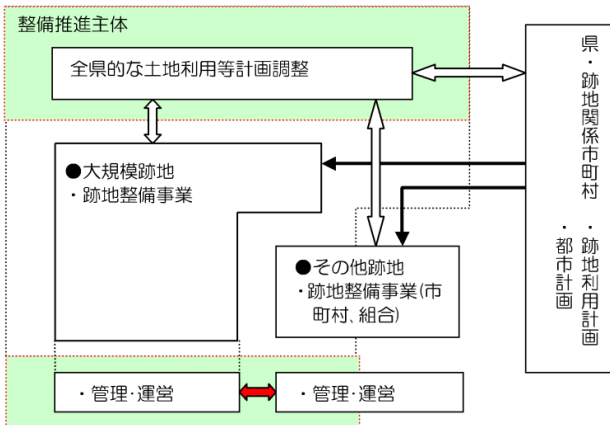 整備推進主体
全県的な土地利用等計画調整
●大規模跡地
・跡地整備事業
●その他跡地
・跡地整備事業(市
町村、組合)
・管理・運営
・管理・運営
県・跡地関係市町村
・跡地利用計画
・都市計画